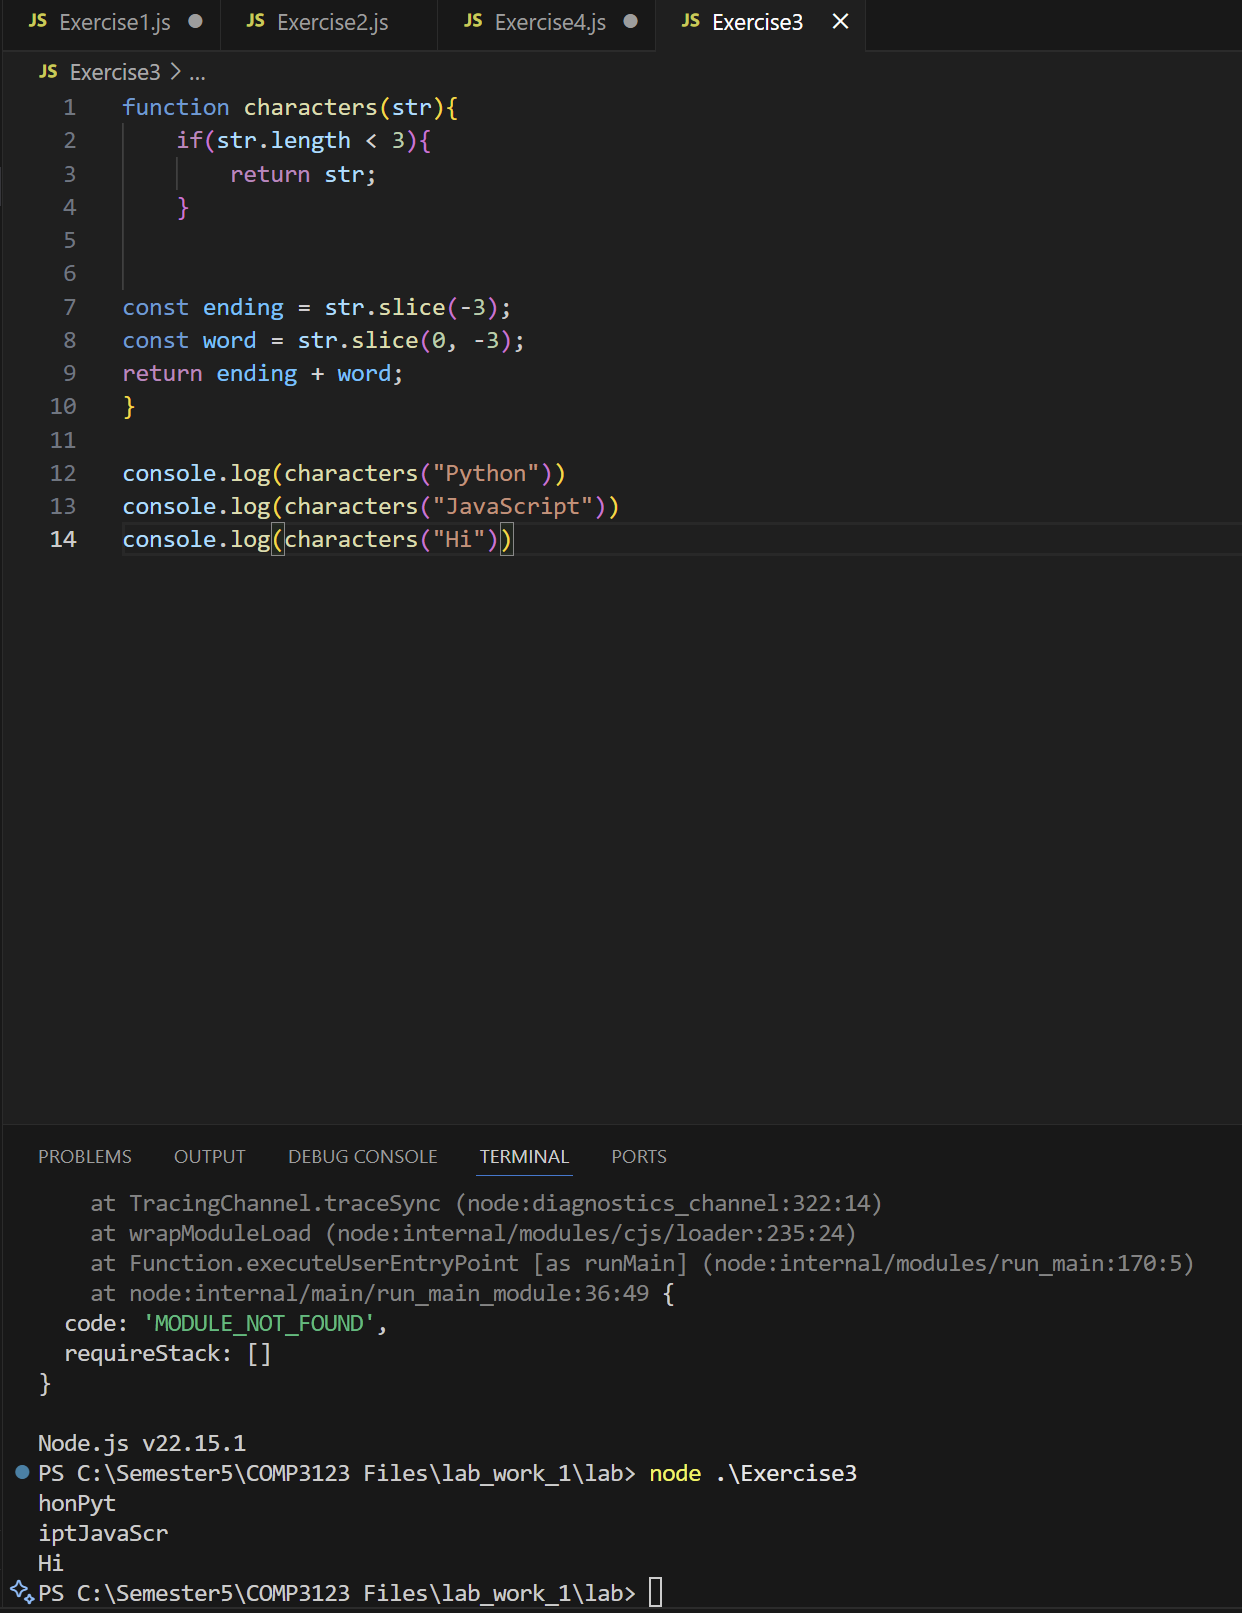 JS Exercise1.js ● JS Exercise2.js JS Exercise4.js ● JS Exercise3 ×
JS Exercise3 > ...
1 function characters(str){
2     if(str.length < 3){
3         return str;
4     }
5
6
7 const ending = str.slice(-3);
8 const word = str.slice(0, -3);
9 return ending + word;
10 }
11
12 console.log(characters("Python"))
13 console.log(characters("JavaScript"))
14 console.log(characters("Hi"))
PROBLEMS OUTPUT DEBUG CONSOLE TERMINAL PORTS
    at TracingChannel.traceSync (node:diagnostics_channel:322:14)
    at wrapModuleLoad (node:internal/modules/cjs/loader:235:24)
    at Function.executeUserEntryPoint [as runMain] (node:internal/modules/run_main:170:5)
    at node:internal/main/run_main_module:36:49 {
  code: 'MODULE_NOT_FOUND',
  requireStack: []
}
Node.js v22.15.1
PS C:\Semester5\COMP3123 Files\lab_work_1\lab> node .\Exercise3
honPyt
iptJavaScr
Hi
PS C:\Semester5\COMP3123 Files\lab_work_1\lab>